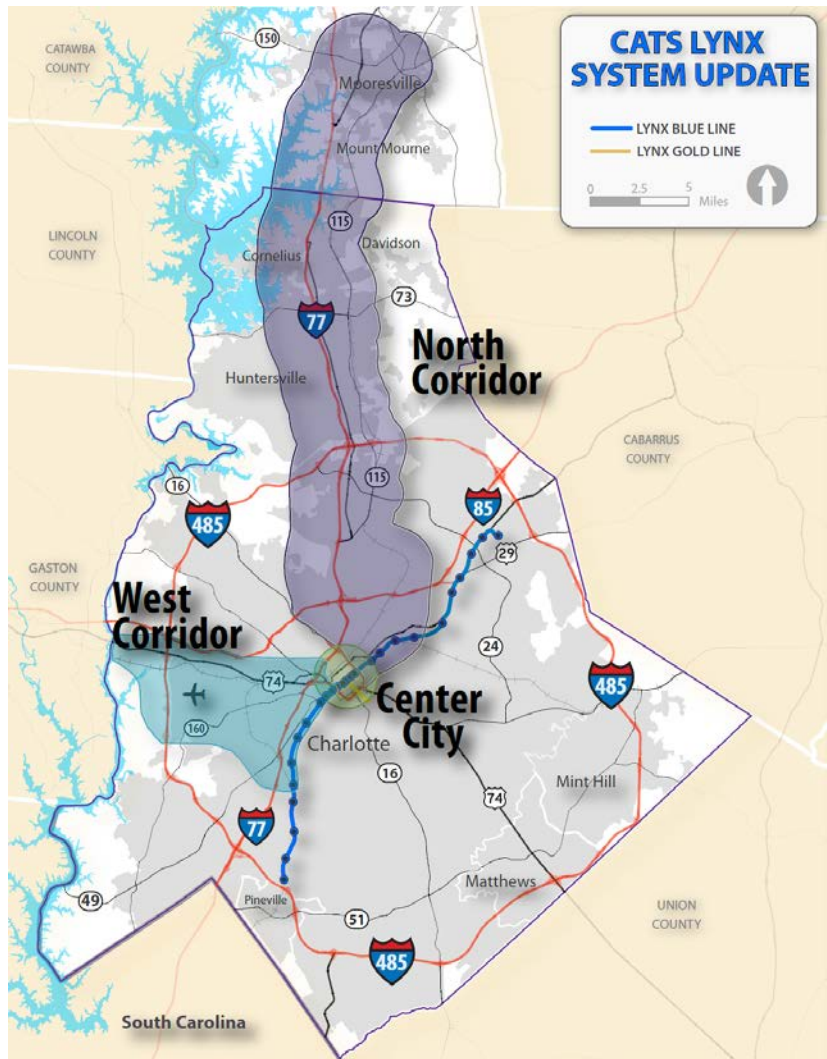 CATS LYNX
SYSTEM UPDATE
LYNX BLUE LINE
LYNX GOLD LINE
0 2.5 5
Miles
CATAWBA
COUNTY
150
Mooresville
Mount Mourne
LINCOLN
COUNTY
115
Davidson
Cornelius
73
77
North
Corridor
Huntersville
CABARRUS
COUNTY
16
115
85
485
29
GASTON
COUNTY
West
Corridor
24
74
485
Center
City
160
Charlotte
16
74
Mint Hill
77
Matthews
49
Pineville
51
UNION
COUNTY
485
South Carolina